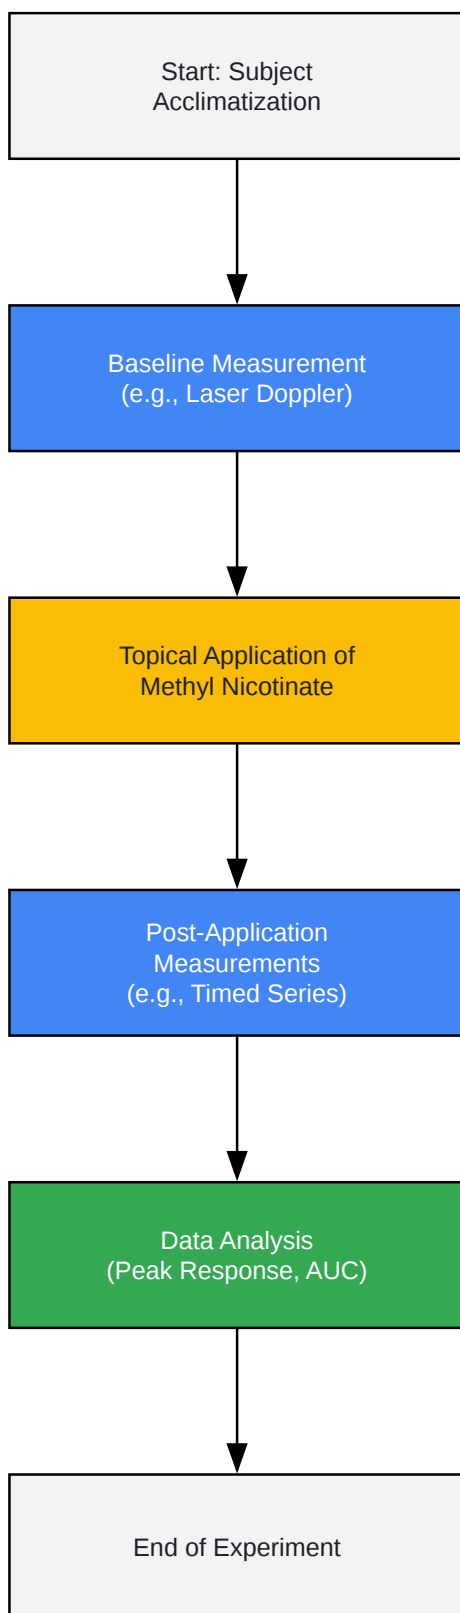 Start: Subject
Acclimatization
Baseline Measurement
(e.g., Laser Doppler)
Topical Application of
Methyl Nicotinate
Post-Application
Measurements
(e.g., Timed Series)
Data Analysis
(Peak Response, AUC)
End of Experiment